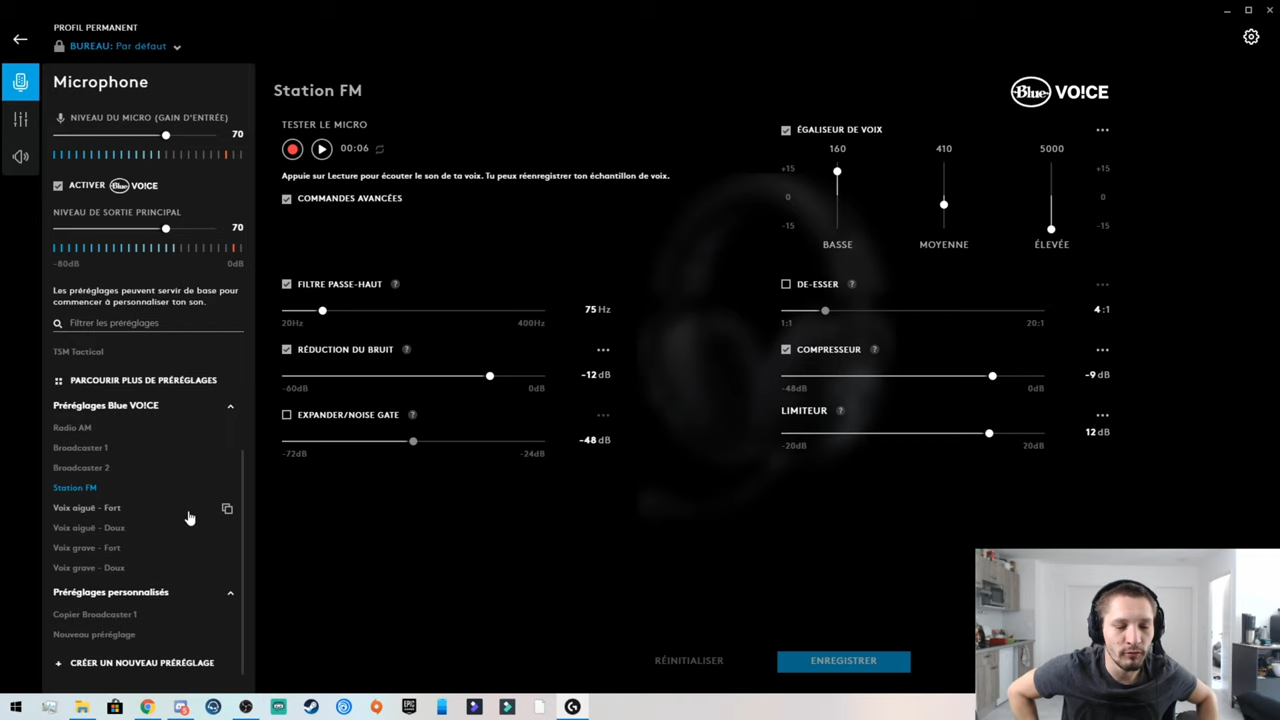 PROFIL PERMANENT
BUREAU: Par défaut
Microphone
NIVEAU DU MICRO (GAIN D'ENTRÉE)
70
ACTIVER Blue VO!CE
NIVEAU DE SORTIE PRINCIPAL
70
-80dB 0dB
Les préréglages peuvent servir de base pour
commencer à personnaliser ton son.
Filtrer les préréglages
TSM Tactical
PARCOURIR PLUS DE PRÉRÉGLAGES
Préréglages Blue VO!CE
Radio AM
Broadcaster 1
Broadcaster 2
Station FM
Voix aiguë - Fort
Voix aiguë - Doux
Voix grave - Fort
Voix grave - Doux
Préréglages personnalisés
Copier Broadcaster 1
Nouveau préréglage
+ CRÉER UN NOUVEAU PRÉRÉGLAGE
Station FM
Blue VO!CE
TESTER LE MICRO
00:06
Appuie sur Lecture pour écouter le son de ta voix. Tu peux réenregistrer ton échantillon de voix.
COMMANDES AVANCÉES
ÉGALISEUR DE VOIX
160 410 5000
+15 +15
0 0
-15 -15
BASSE MOYENNE ÉLEVÉE
FILTRE PASSE-HAUT ?
75 Hz
20Hz 400Hz
RÉDUCTION DU BRUIT ?
-12 dB
-60dB 0dB
EXPANDER/NOISE GATE ?
-48 dB
-72dB -24dB
DE-ESSER ?
4:1
1:1 20:1
COMPRESSEUR ?
-9 dB
-48dB 0dB
LIMITEUR ?
12 dB
-20dB 20dB
RÉINITIALISER ENREGISTRER
EPIC